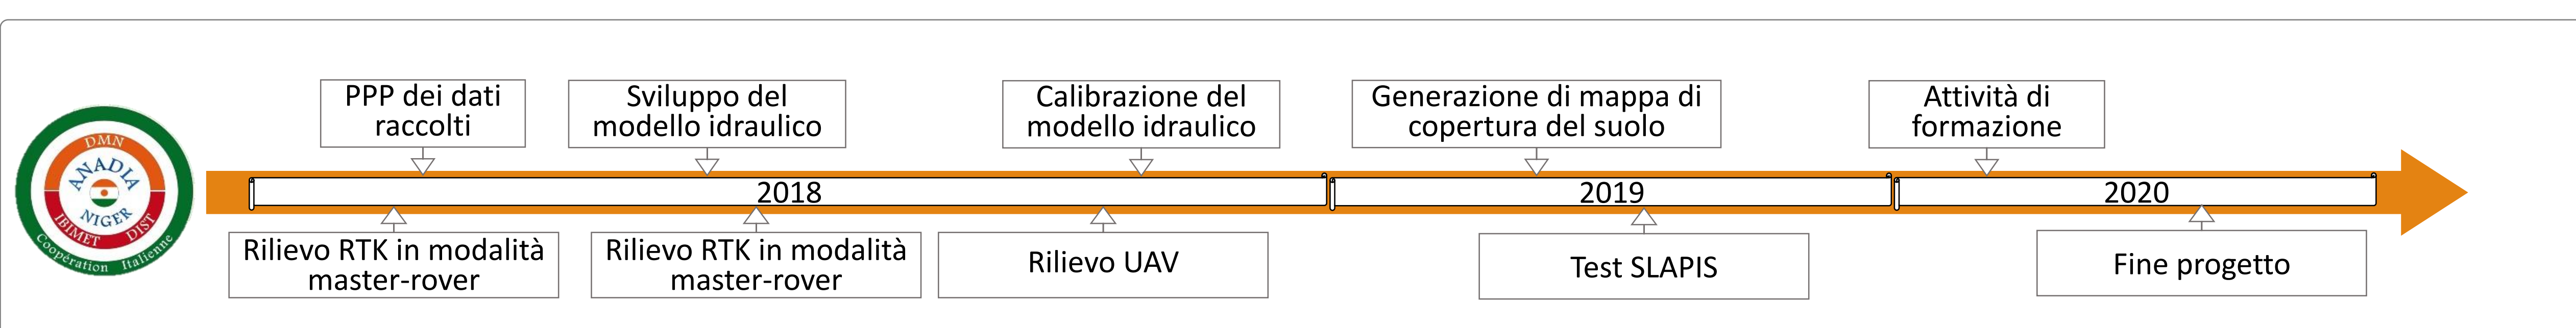 PPP dei dati
raccolti
Sviluppo del
modello idraulico
Calibrazione del
modello idraulico
Generazione di mappa di
copertura del suolo
Attività di
formazione
DMN
ANADIA
NIGER
IBIMET DIST
Coopération Italienne
2018
2019
2020
Rilievo RTK in modalità
master-rover
Rilievo RTK in modalità
master-rover
Rilievo UAV
Test SLAPIS
Fine progetto